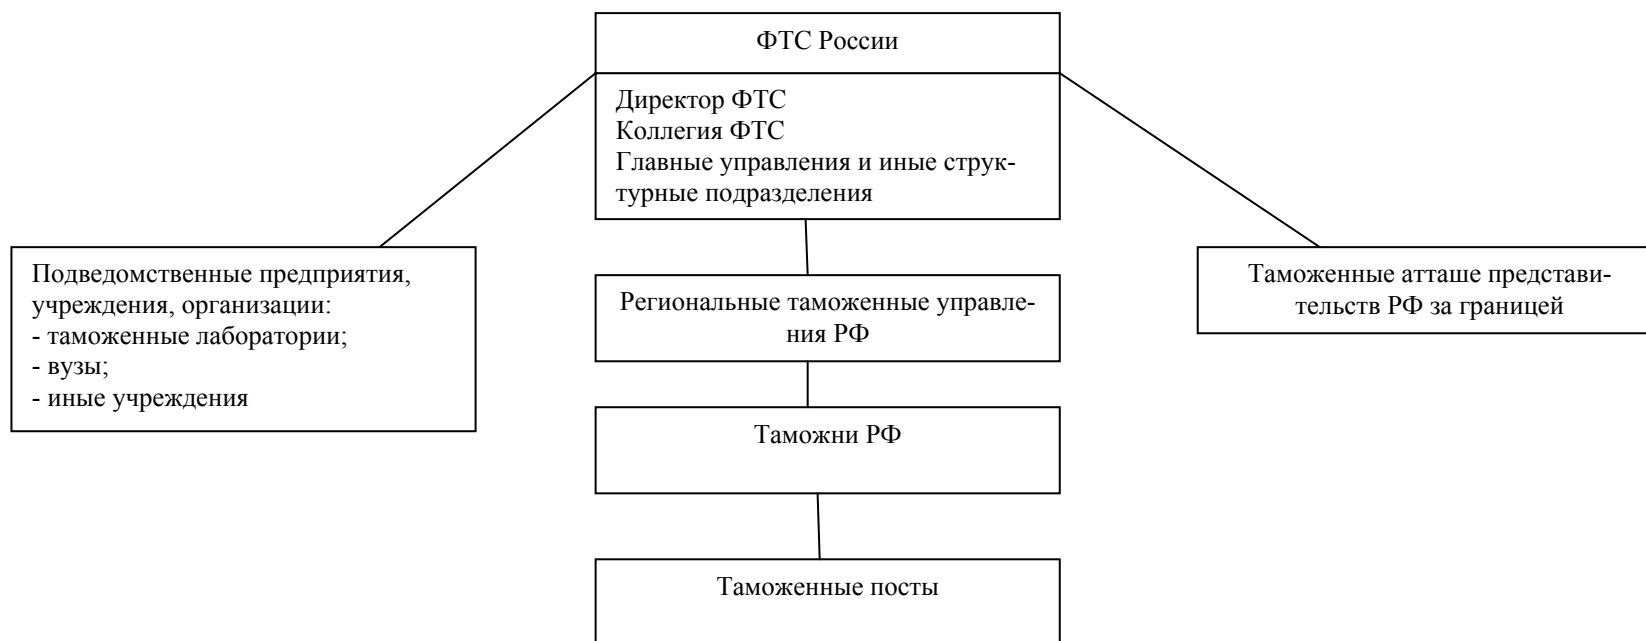 ФТС России
Директор ФТС
Коллегия ФТС
Главные управления и иные струк-
турные подразделения
Подведомственные предприятия,
учреждения, организации:
- таможенные лаборатории;
- вузы;
- иные учреждения
Региональные таможенные управле-
ния РФ
Таможенные атташе представи-
тельств РФ за границей
Таможни РФ
Таможенные посты